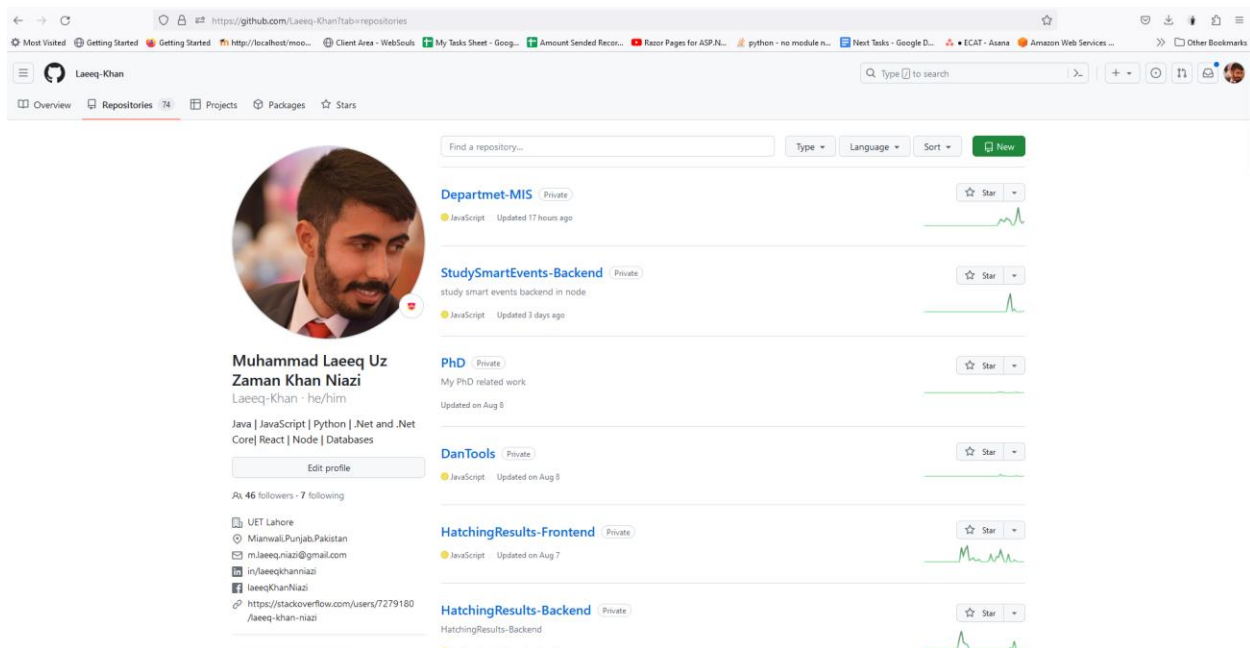 https://github.com/Laeeq-Khan?tab=repositories
Most Visited Getting Started Getting Started http://localhost/moo... Client Area - WebSouls My Tasks Sheet - Goog... Amount Sended Recor... Razor Pages for ASP.N... python - no module n... Next Tasks - Google D... • ECAT - Asana Amazon Web Services ... Other Bookmarks
Laeeq-Khan Type / to search
Overview Repositories 74 Projects Packages Stars
Find a repository... Type Language Sort New
Departmet-MIS Private Star
JavaScript Updated 17 hours ago
StudySmartEvents-Backend Private Star
study smart events backend in node
JavaScript Updated 3 days ago
PhD Private Star
My PhD related work
Updated on Aug 8
DanTools Private Star
JavaScript Updated on Aug 8
HatchingResults-Frontend Private Star
JavaScript Updated on Aug 7
HatchingResults-Backend Private Star
HatchingResults-Backend
Muhammad Laeeq Uz
Zaman Khan Niazi
Laeeq-Khan · he/him
Java | JavaScript | Python | .Net and .Net
Core| React | Node | Databases
Edit profile
46 followers · 7 following
UET Lahore
Mianwali,Punjab,Pakistan
m.laeeq.niazi@gmail.com
in/laeeqkhanniazi
laeeqKhanNiazi
https://stackoverflow.com/users/7279180
/laeeq-khan-niazi